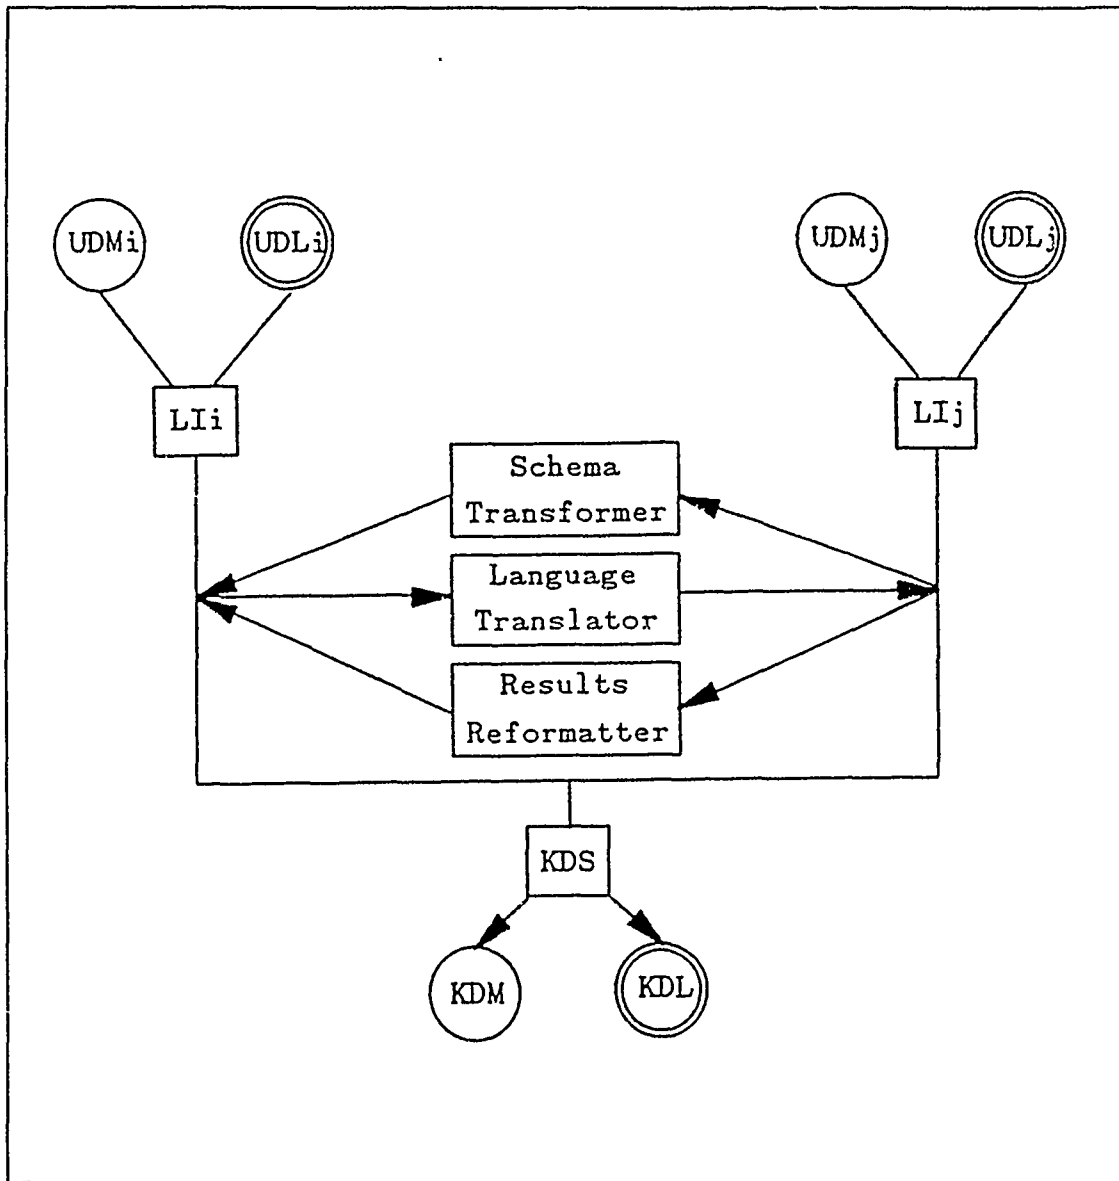 UDMi
UDLi
UDMj
UDLj
LIi
LIj
Schema
Transformer
Language
Translator
Results
Reformatter
KDS
KDM
KDL